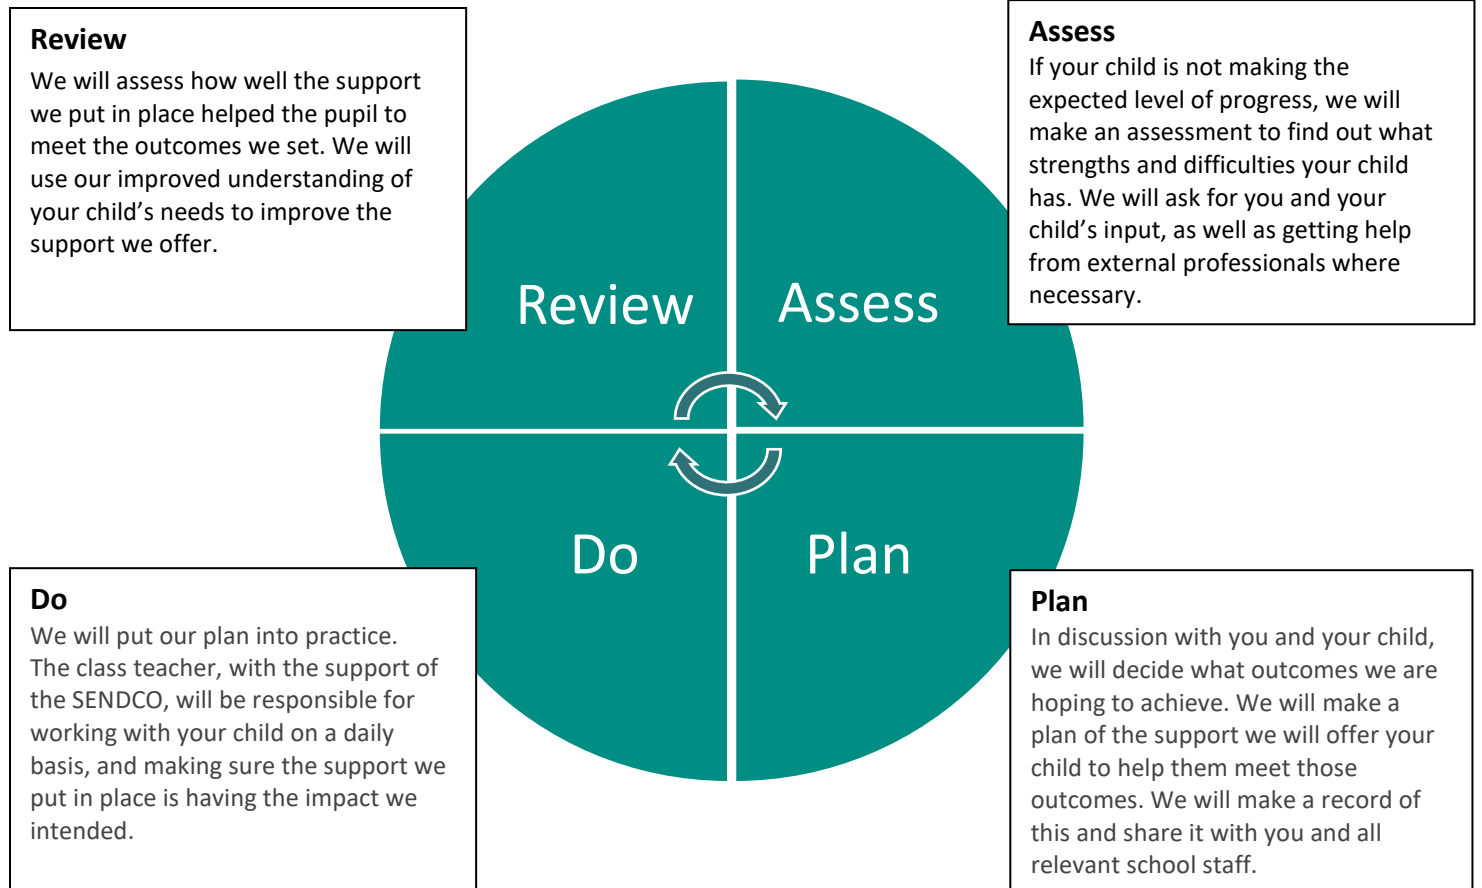 Review
We will assess how well the support
we put in place helped the pupil to
meet the outcomes we set. We will
use our improved understanding of
your child’s needs to improve the
support we offer.
Assess
If your child is not making the
expected level of progress, we will
make an assessment to find out what
strengths and difficulties your child
has. We will ask for you and your
child’s input, as well as getting help
from external professionals where
necessary.
Review
Assess
Do
Plan
Do
We will put our plan into practice.
The class teacher, with the support of
the SENDCO, will be responsible for
working with your child on a daily
basis, and making sure the support we
put in place is having the impact we
intended.
Plan
In discussion with you and your child,
we will decide what outcomes we are
hoping to achieve. We will make a
plan of the support we will offer your
child to help them meet those
outcomes. We will make a record of
this and share it with you and all
relevant school staff.